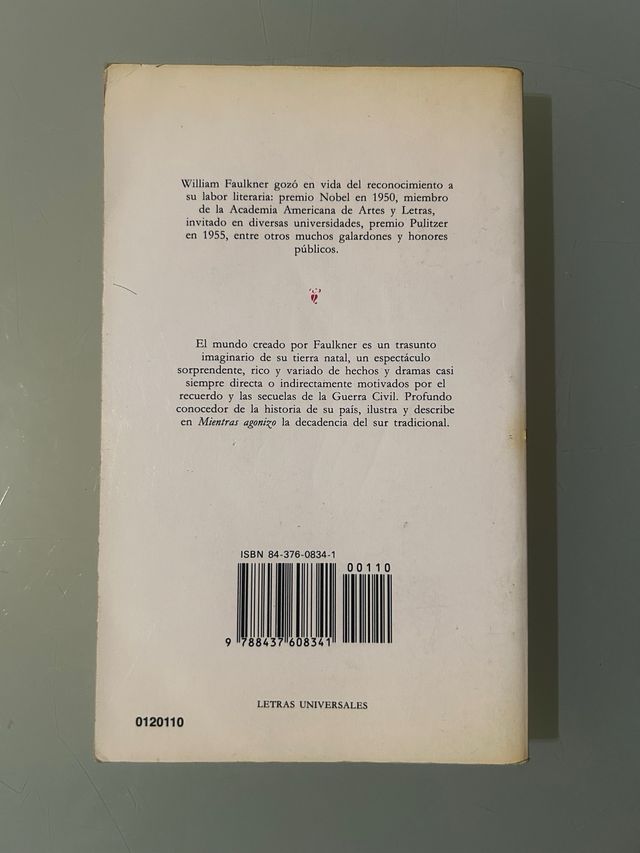 William Faulkner gozó en vida del reconocimiento a
su labor literaria: premio Nobel en 1950, miembro
de la Academia Americana de Artes y Letras,
invitado en diversas universidades, premio Pulitzer
en 1955, entre otros muchos galardones y honores
públicos.
El mundo creado por Faulkner es un trasunto
imaginario de su tierra natal, un espectáculo
sorprendente, rico y variado de hechos y dramas casi
siempre directa o indirectamente motivados por el
recuerdo y las secuelas de la Guerra Civil. Profundo
conocedor de la historia de su país, ilustra y describe
en Mientras agonizo la decadencia del sur tradicional.
ISBN 84-376-0834-1
00110
9 788437 608341
LETRAS UNIVERSALES
0120110